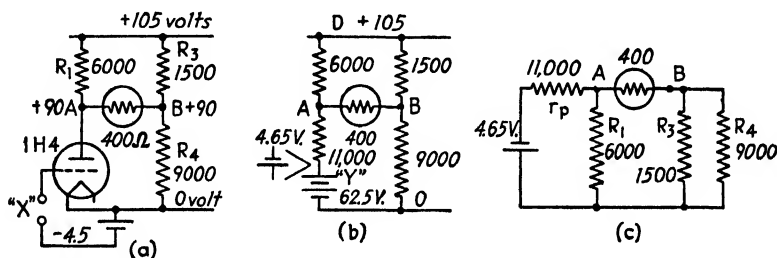 +105 volts
R1 6000
R3 1500
+90 A
B +90
400Ω
1H4
R4 9000
0 volt
"X"
-4.5
(a)
D +105
6000
1500
A
B
400
4.65V.
11,000
9000
"Y"
62.5V.
0
(b)
11,000
400
A
B
rp
4.65V.
R1 6000
R3 1500
R4 9000
(c)